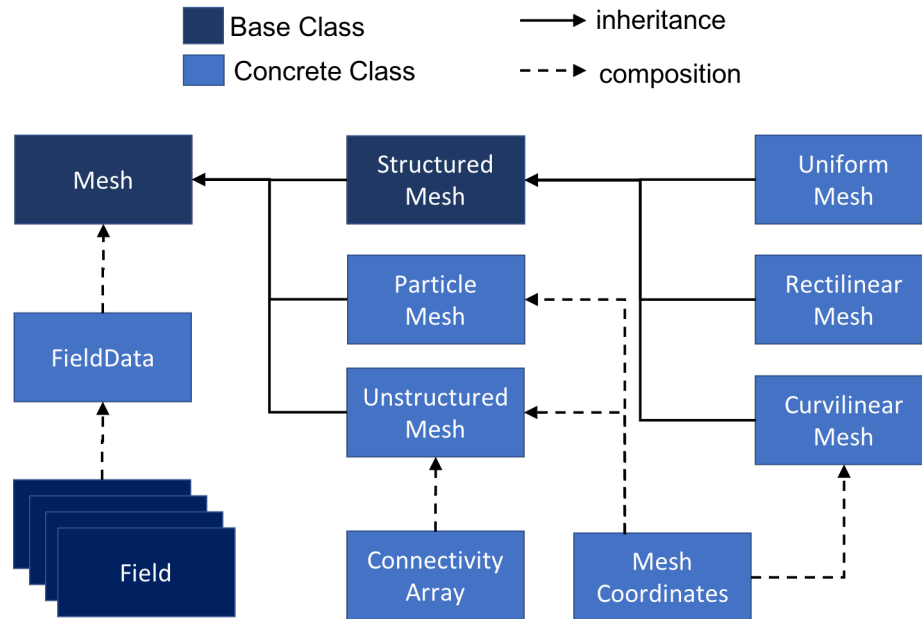 Base Class
inheritance
Concrete Class
composition
Mesh
Structured
Mesh
Uniform
Mesh
Particle
Mesh
Rectilinear
Mesh
FieldData
Unstructured
Mesh
Curvilinear
Mesh
Field
Connectivity
Array
Mesh
Coordinates